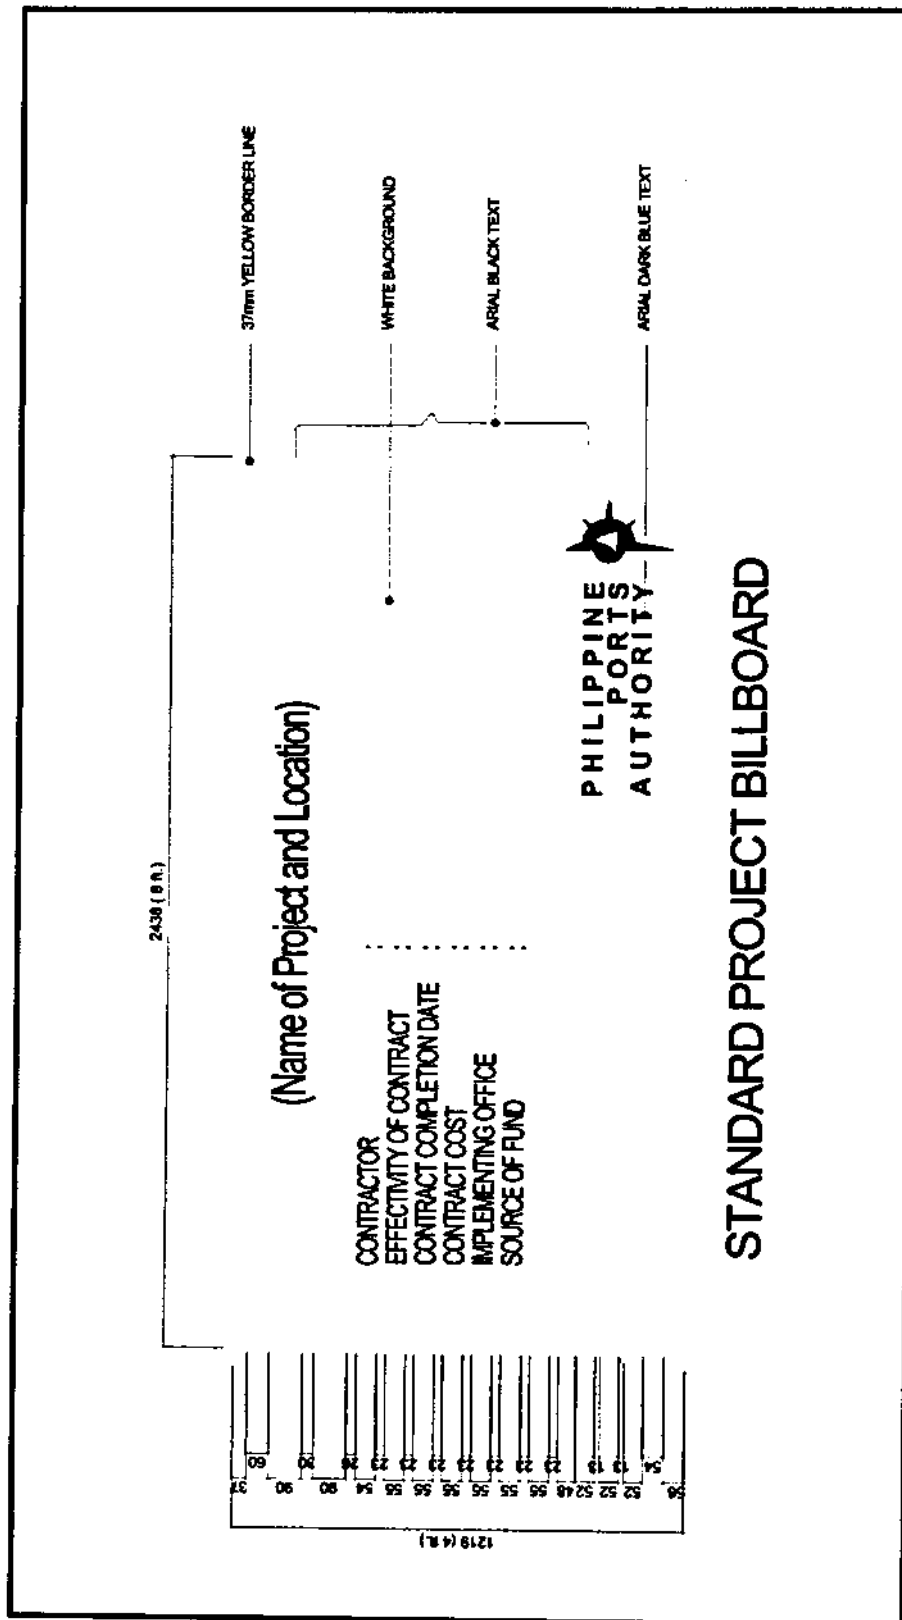 2438 ( 8 ft.)
37mm YELLOW BORDER LINE
(Name of Project and Location)
WHITE BACKGROUND
CONTRACTOR
EFFECTIVITY OF CONTRACT
CONTRACT COMPLETION DATE
CONTRACT COST
IMPLEMENTING OFFICE
SOURCE OF FUND
ARIAL BLACK TEXT
PHILIPPINE
PORTS
AUTHORITY
ARIAL DARK BLUE TEXT
1219 (4 ft.)
STANDARD PROJECT BILLBOARD